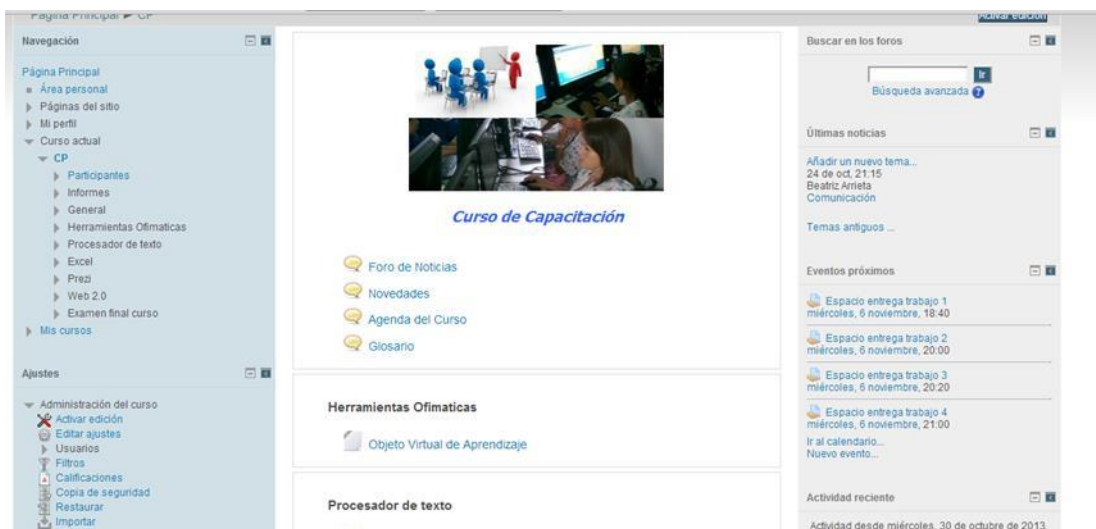 Página Principal ► CP
Activar edición
Navegación
Página Principal
Área personal
Páginas del sitio
Mi perfil
Curso actual
CP
Participantes
Informes
General
Herramientas Ofimaticas
Procesador de texto
Excel
Prezi
Web 2.0
Examen final curso
Mis cursos
Ajustes
Administración del curso
Activar edición
Editar ajustes
Usuarios
Filtros
Calificaciones
Copia de seguridad
Restaurar
Importar
Curso de Capacitación
Foro de Noticias
Novedades
Agenda del Curso
Glosario
Herramientas Ofimaticas
Objeto Virtual de Aprendizaje
Procesador de texto
Buscar en los foros
Ir
Búsqueda avanzada ?
Últimas noticias
Añadir un nuevo tema...
24 de oct, 21:15
Beatriz Arrieta
Comunicación
Temas antiguos ...
Eventos próximos
Espacio entrega trabajo 1
miércoles, 6 noviembre, 18:40
Espacio entrega trabajo 2
miércoles, 6 noviembre, 20:00
Espacio entrega trabajo 3
miércoles, 6 noviembre, 20:20
Espacio entrega trabajo 4
miércoles, 6 noviembre, 21:00
Ir al calendario...
Nuevo evento...
Actividad reciente
Actividad desde miércoles, 30 de octubre de 2013,